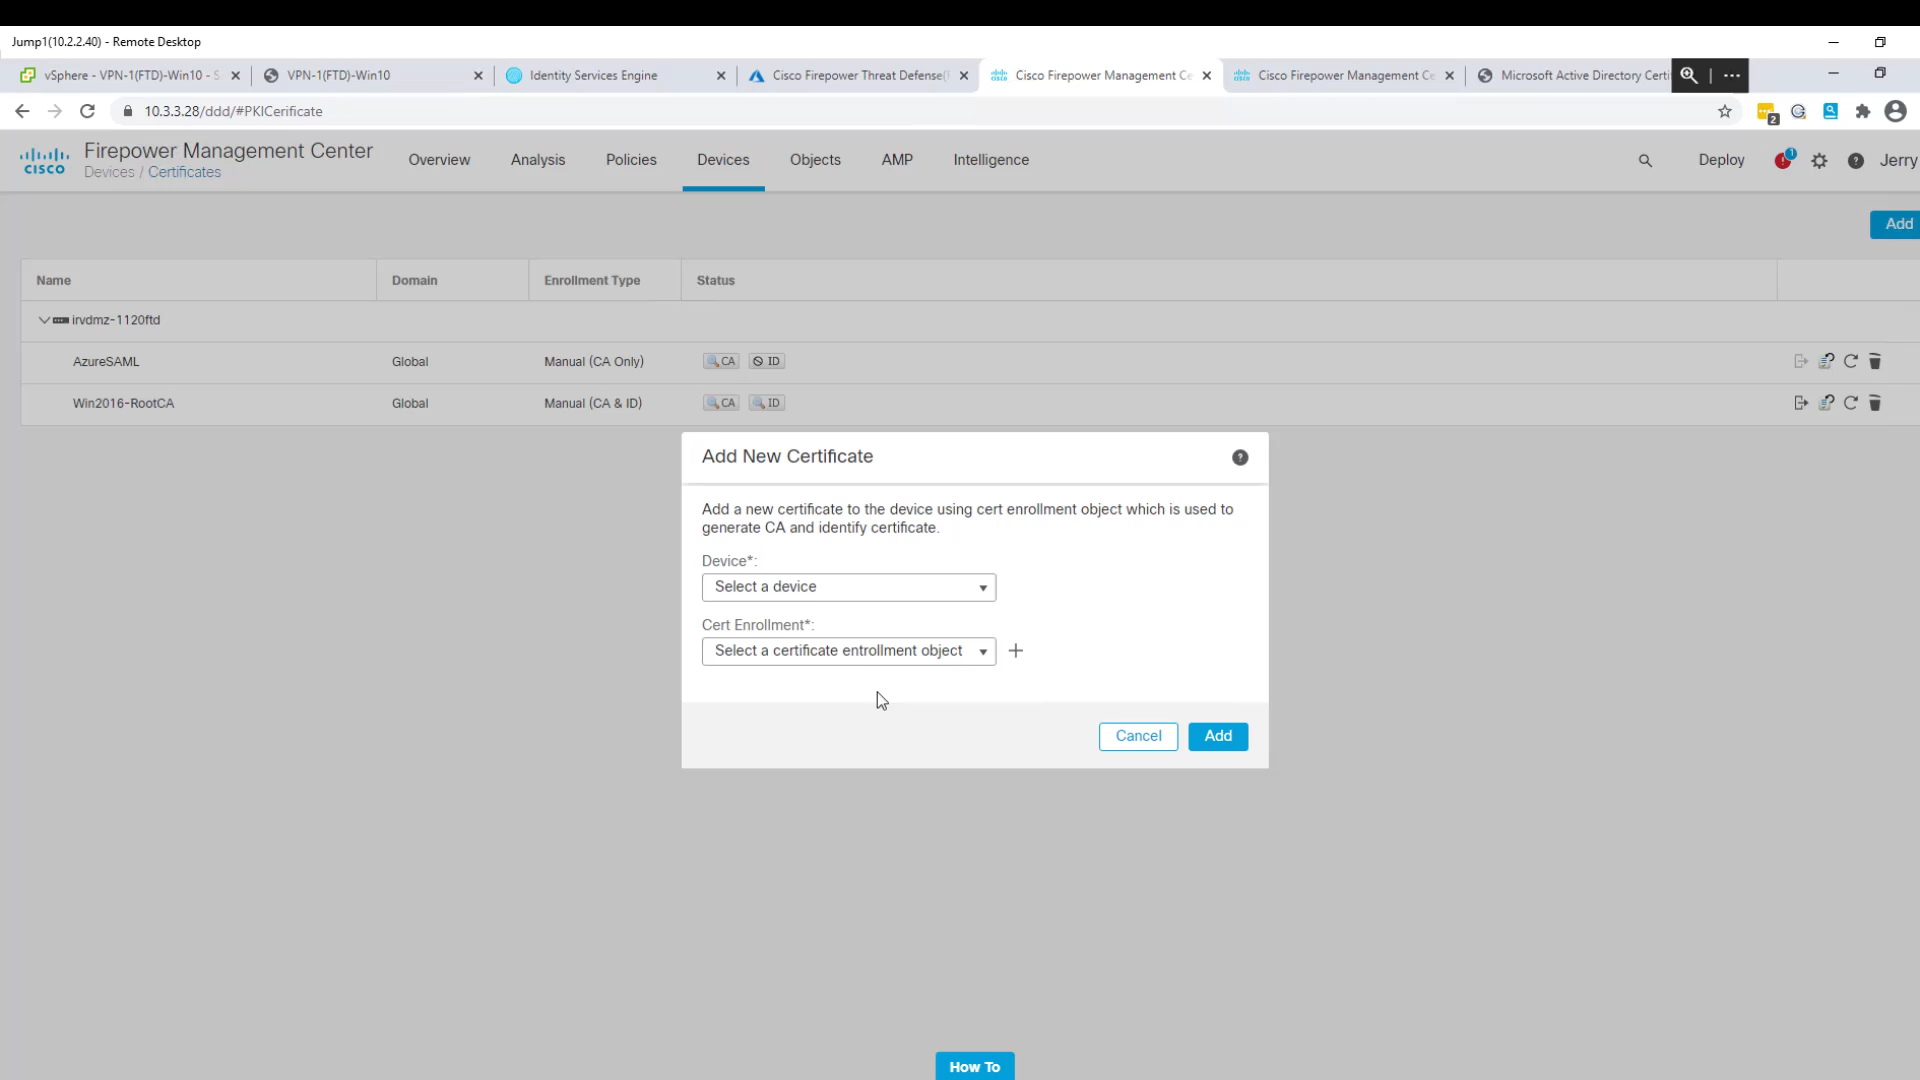 Jump1(10.2.2.40) - Remote Desktop
vSphere - VPN-1(FTD)-Win10 - S
VPN-1(FTD)-Win10
Identity Services Engine
Cisco Firepower Threat Defense(
Cisco Firepower Management Ce
Cisco Firepower Management Ce
Microsoft Active Directory Certi
10.3.3.28/ddd/#PKICerificate
2
cisco
Firepower Management Center
Devices / Certificates
Overview
Analysis
Policies
Devices
Objects
AMP
Intelligence
Deploy
1
Jerry
Add
Name
Domain
Enrollment Type
Status
irvdmz-1120ftd
AzureSAML
Global
Manual (CA Only)
CA
ID
Win2016-RootCA
Global
Manual (CA & ID)
CA
ID
Add New Certificate
Add a new certificate to the device using cert enrollment object which is used to
generate CA and identify certificate.
Device*:
Select a device
Cert Enrollment*:
Select a certificate entrollment object
Cancel
Add
How To